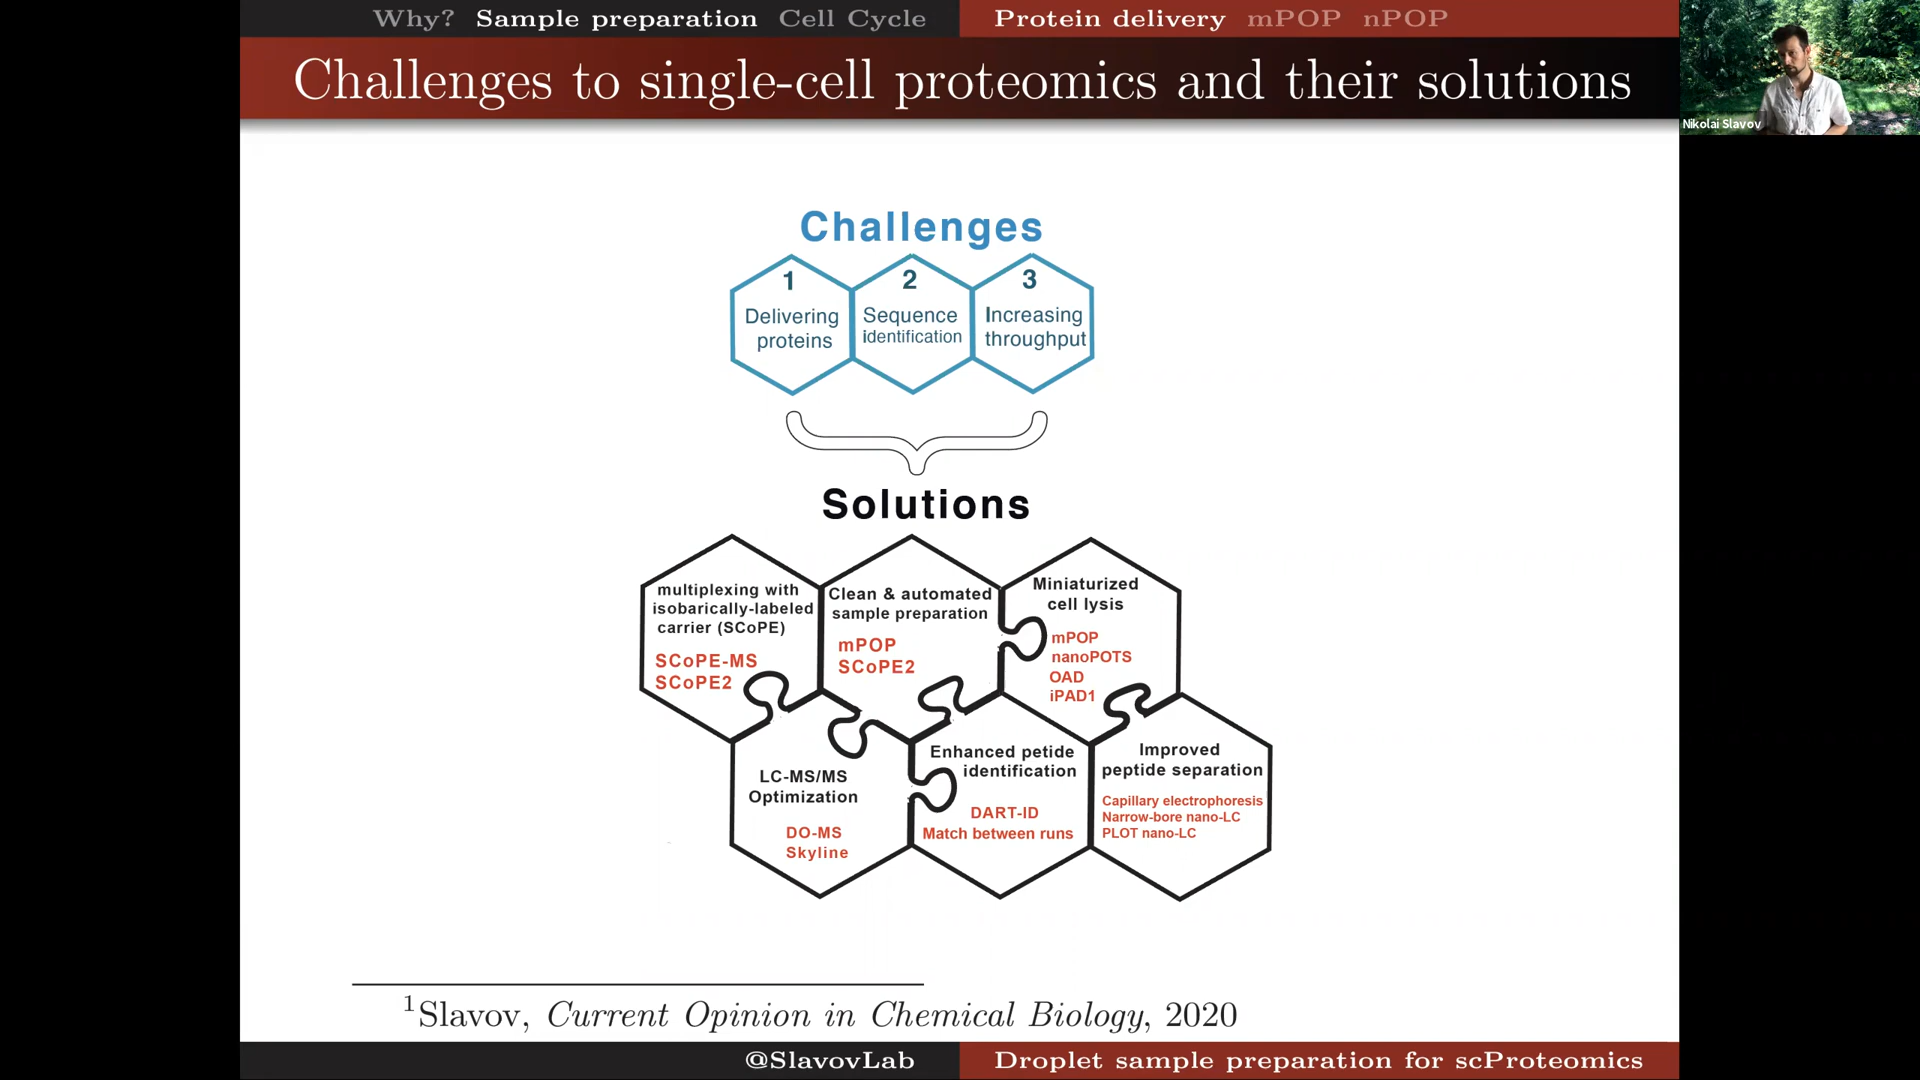 Why? Sample preparation Cell Cycle Protein delivery mPOP nPOP
Challenges to single-cell proteomics and their solutions
Nikolai Slavov
Challenges
1
Delivering
proteins
2
Sequence
identification
3
Increasing
throughput
Solutions
multiplexing with
isobarically-labeled
carrier (SCoPE)
SCoPE-MS
SCoPE2
Clean & automated
sample preparation
mPOP
SCoPE2
Miniaturized
cell lysis
mPOP
nanoPOTS
OAD
iPAD1
LC-MS/MS
Optimization
DO-MS
Skyline
Enhanced petide
identification
DART-ID
Match between runs
Improved
peptide separation
Capillary electrophoresis
Narrow-bore nano-LC
PLOT nano-LC
1Slavov, Current Opinion in Chemical Biology, 2020
@SlavovLab Droplet sample preparation for scProteomics